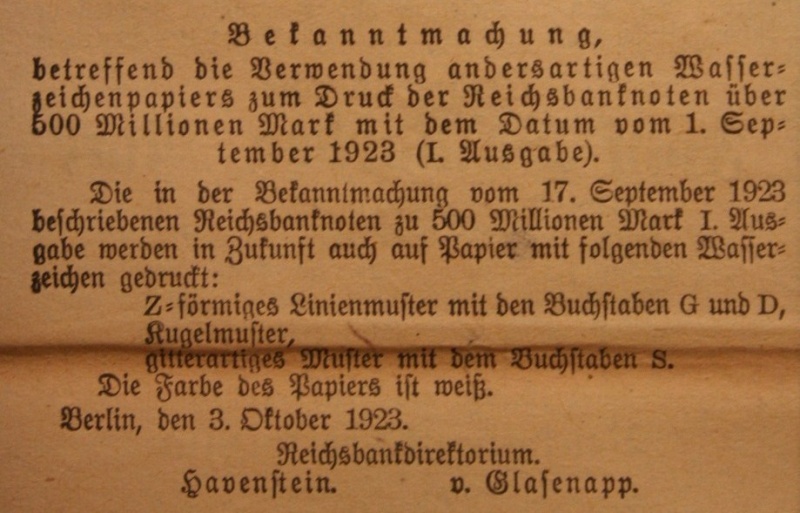 Bekanntmachung,
betreffend die Verwendung andersartigen Wasser-
zeichenpapiers zum Druck der Reichsbanknoten über
500 Millionen Mark mit dem Datum vom 1. Sep-
tember 1923 (I. Ausgabe).
Die in der Bekanntmachung vom 17. September 1923
beschriebenen Reichsbanknoten zu 500 Millionen Mark I. Aus-
gabe werden in Zukunft auch auf Papier mit folgenden Wasser-
zeichen gedruckt:
Z-förmiges Linienmuster mit den Buchstaben G und D,
Kugelmuster,
gitterartiges Muster mit dem Buchstaben S.
Die Farbe des Papiers ist weiß.
Berlin, den 3. Oktober 1923.
Reichsbankdirektorium.
Havenstein. v. Glasenapp.